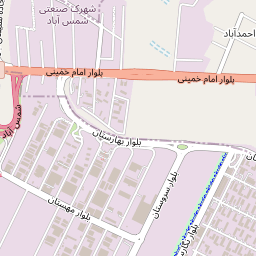 شهرک صنعتی
شمس آباد
احمدآباد
بلوار امام خمینی
بلوار امام خمینی
شمس آباد
بلوار بهارستان
بلوار سروستان
بلوار مهستان